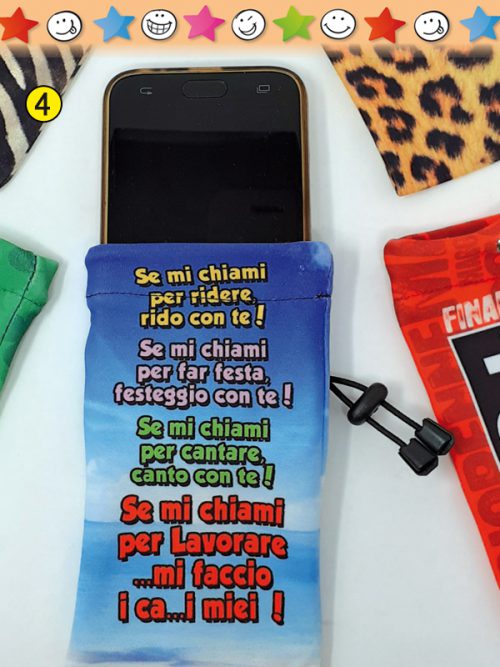 4
Se mi chiami
per ridere,
rido con te!
Se mi chiami
per far festa,
festeggio con te!
Se mi chiami
per cantare,
canto con te!
Se mi chiami
per Lavorare
...mi faccio
i ca...i miei !
FINA